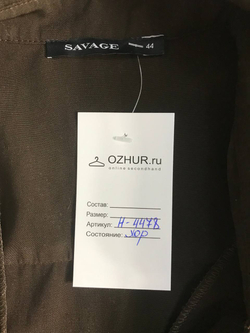 SAVAGE 44
OZHUR.ru
online secondhand
Состав:
Размер:
Артикул: Н-4478
Состояние: хор